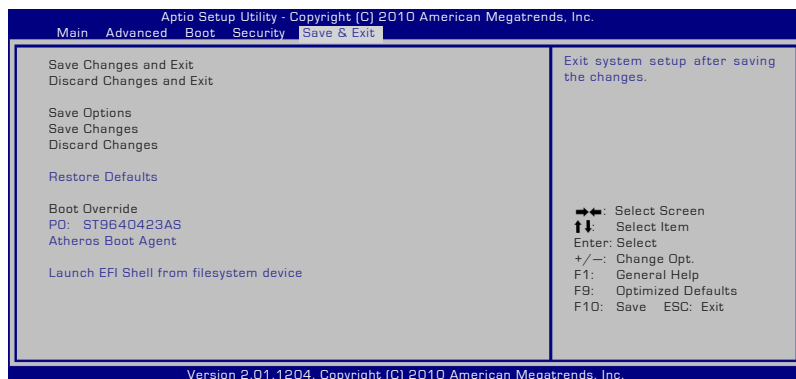 Aptio Setup Utility - Copyright (C) 2010 American Megatrends, Inc.
Main Advanced Boot Security Save & Exit
Save Changes and Exit
Discard Changes and Exit
Save Options
Save Changes
Discard Changes
Restore Defaults
Boot Override
P0: ST9640423AS
Atheros Boot Agent
Launch EFI Shell from filesystem device
Exit system setup after saving
the changes.
→←: Select Screen
↑↓: Select Item
Enter: Select
+/—: Change Opt.
F1: General Help
F9: Optimized Defaults
F10: Save ESC: Exit
Version 2.01.1204. Copyright (C) 2010 American Megatrends, Inc.